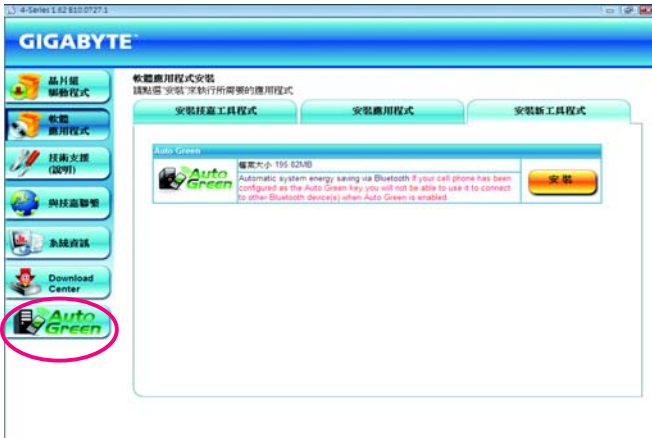 4-Series 1.62 B10.0727.1
GIGABYTE™
晶片組
驅動程式
軟體
應用程式
技術支援
(說明)
與技嘉聯繫
系統資訊
Download
Center
Auto
Green
軟體應用程式安裝
請點選"安裝"來執行所需要的應用程式
安裝技嘉工具程式
安裝應用程式
安裝新工具程式
Auto Green
Auto
Green
檔案大小: 195.82MB
Automatic system energy saving via Bluetooth If your cell phone has been
configured as the Auto Green key, you will not be able to use it to connect
to other Bluetooth device(s) when Auto Green is enabled.
安裝